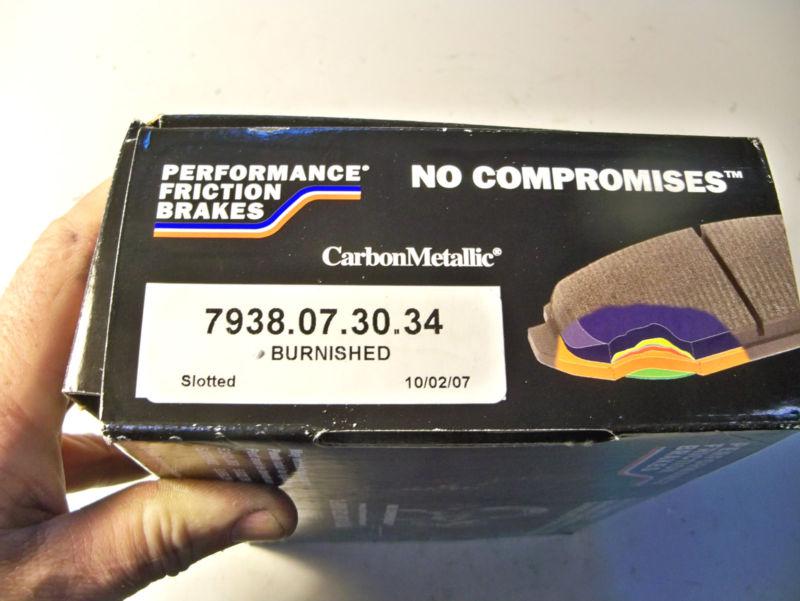 PERFORMANCE®
FRICTION
BRAKES
NO COMPROMISES™
CarbonMetallic®
7938.07.30.34
BURNISHED
Slotted 10/02/07